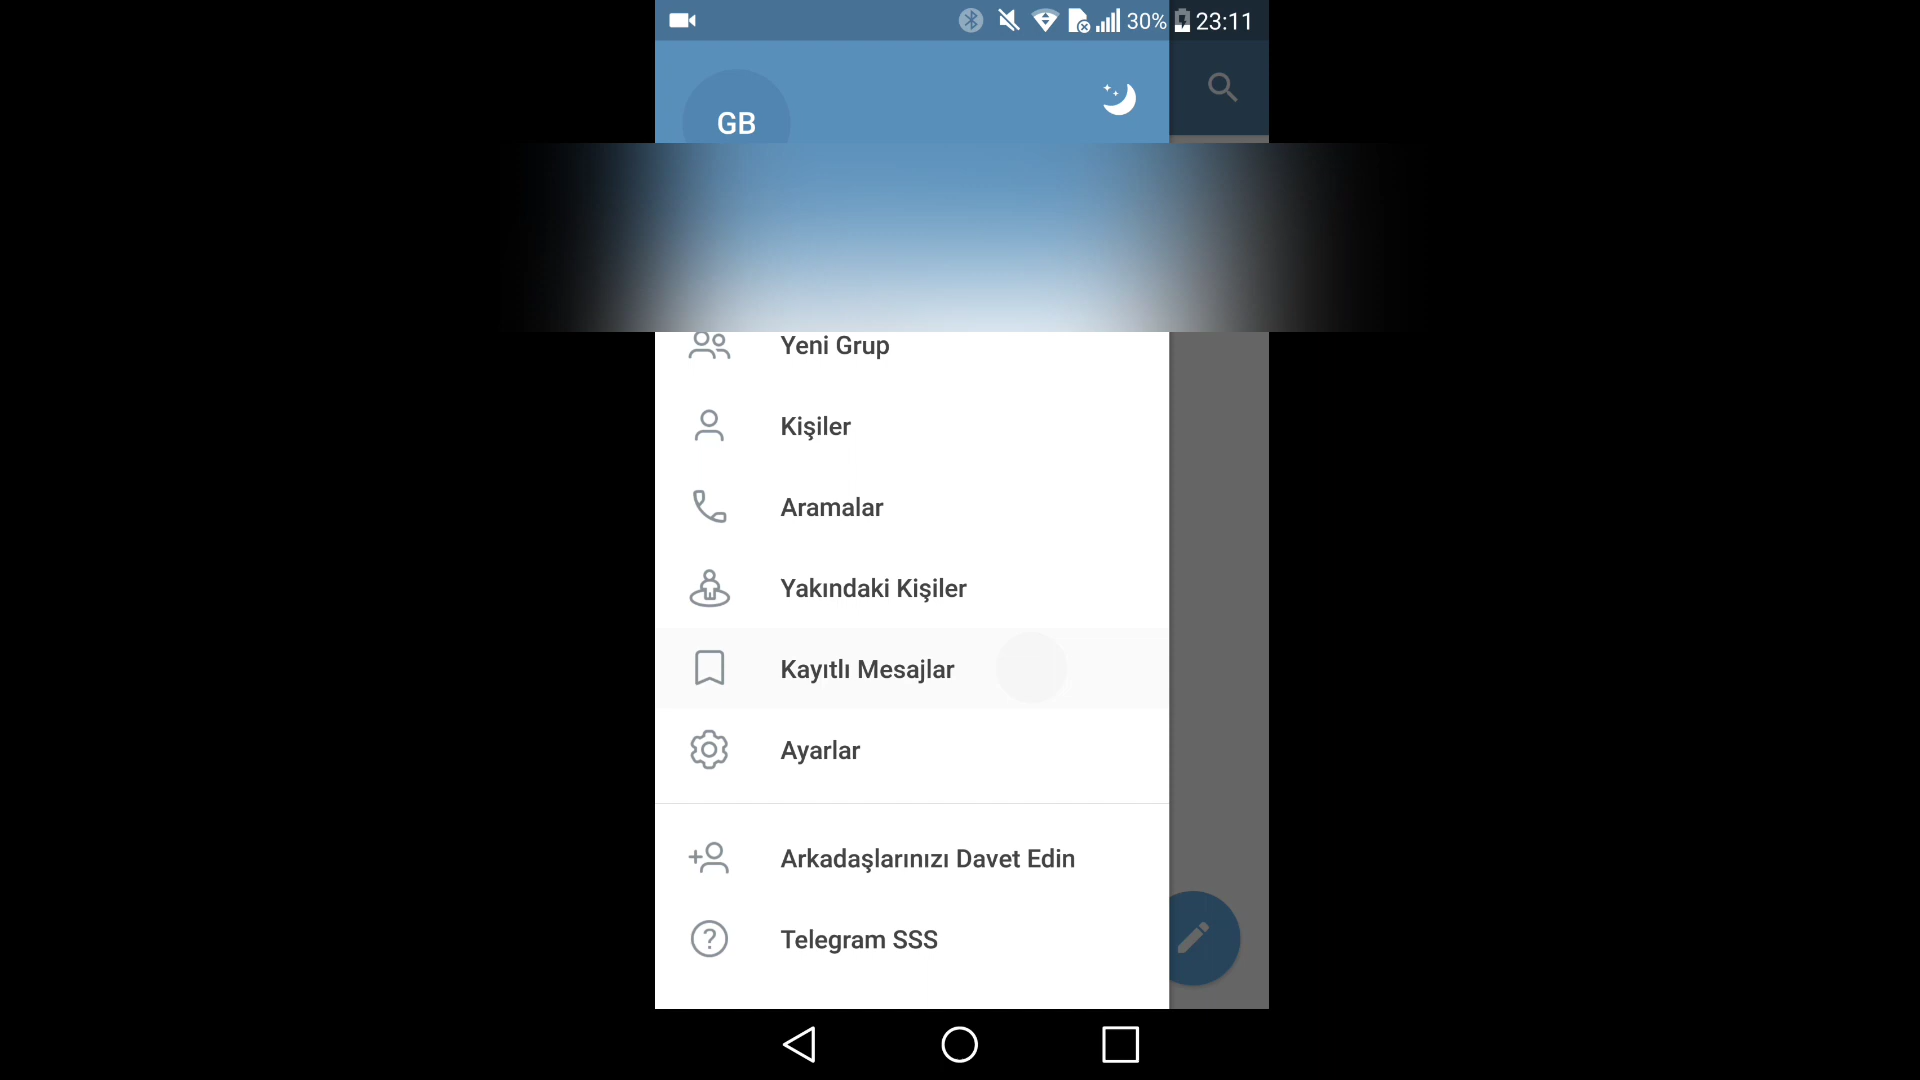 30% 23:11
GB
Yeni Grup
Kişiler
Aramalar
Yakındaki Kişiler
Kayıtlı Mesajlar
Ayarlar
Arkadaşlarınızı Davet Edin
Telegram SSS